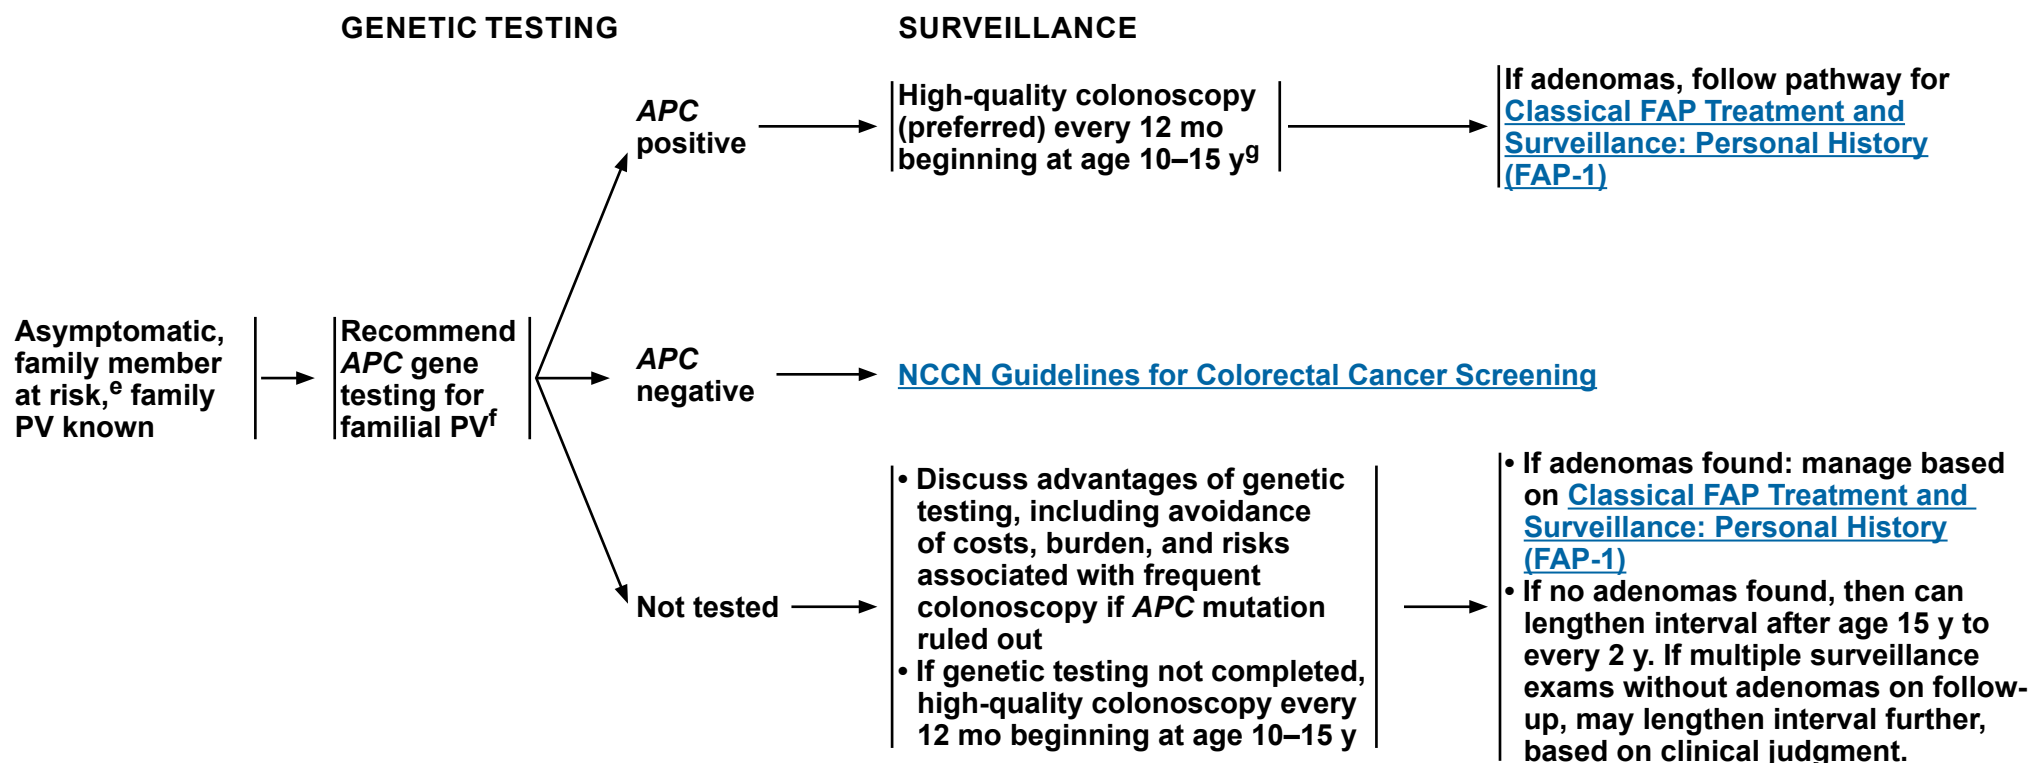 GENETIC TESTING
SURVEILLANCE
Asymptomatic,
family member
at risk,e family
PV known
Recommend
APC gene
testing for
familial PVf
APC
positive
High-quality colonoscopy
(preferred) every 12 mo
beginning at age 10–15 yg
If adenomas, follow pathway for
Classical FAP Treatment and
Surveillance: Personal History
(FAP-1)
APC
negative
NCCN Guidelines for Colorectal Cancer Screening
Not tested
• Discuss advantages of genetic
testing, including avoidance
of costs, burden, and risks
associated with frequent
colonoscopy if APC mutation
ruled out
• If genetic testing not completed,
high-quality colonoscopy every
12 mo beginning at age 10–15 y
• If adenomas found: manage based
on Classical FAP Treatment and
Surveillance: Personal History
(FAP-1)
• If no adenomas found, then can
lengthen interval after age 15 y to
every 2 y. If multiple surveillance
exams without adenomas on follow-
up, may lengthen interval further,
based on clinical judgment.